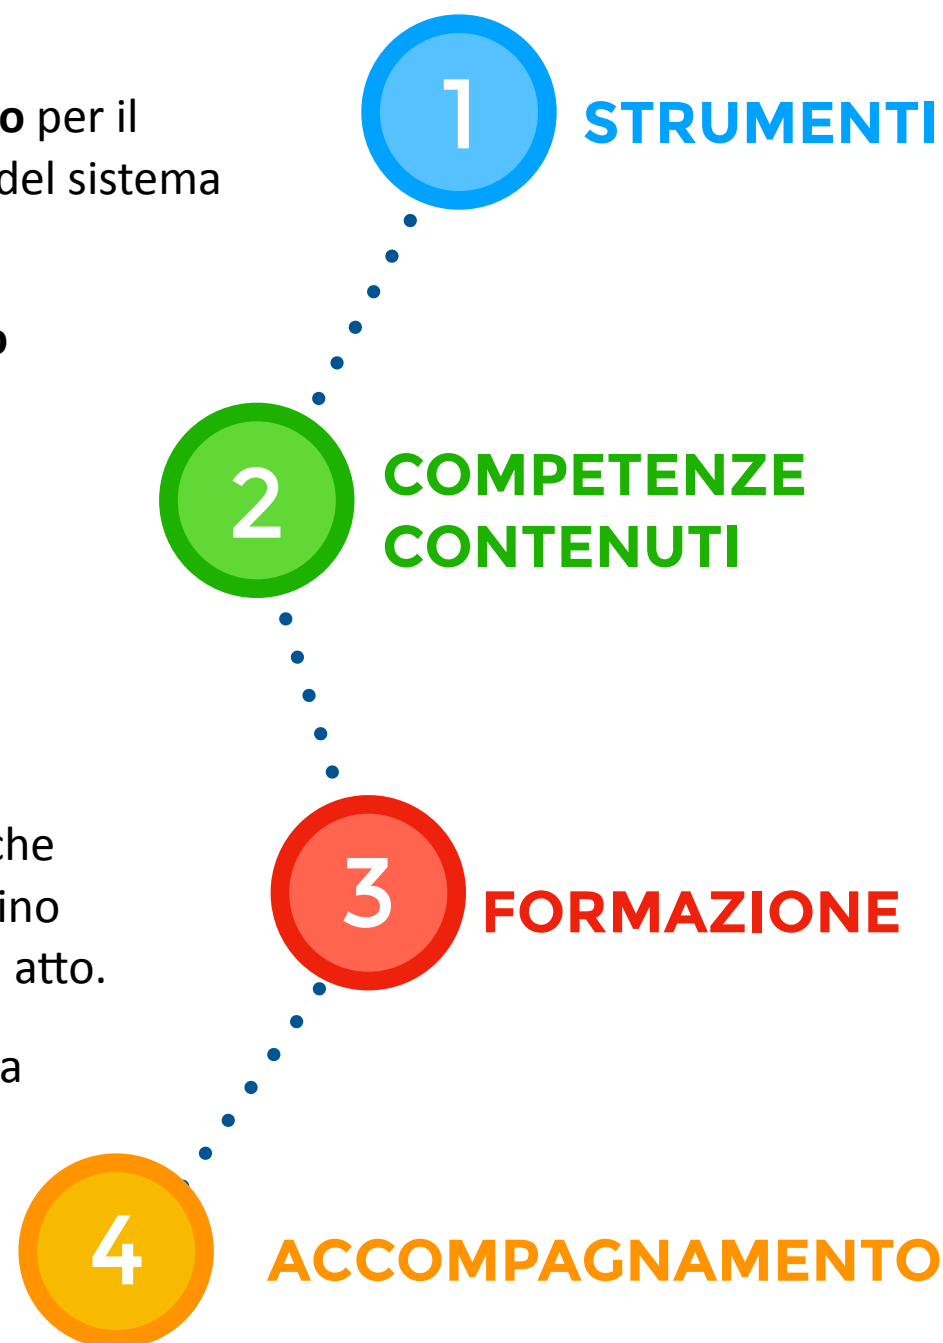 o per il
del sistema
1
STRUMENTI
o
2
COMPETENZE
CONTENUTI
che
ino
atto.
a
3
FORMAZIONE
4
ACCOMPAGNAMENTO